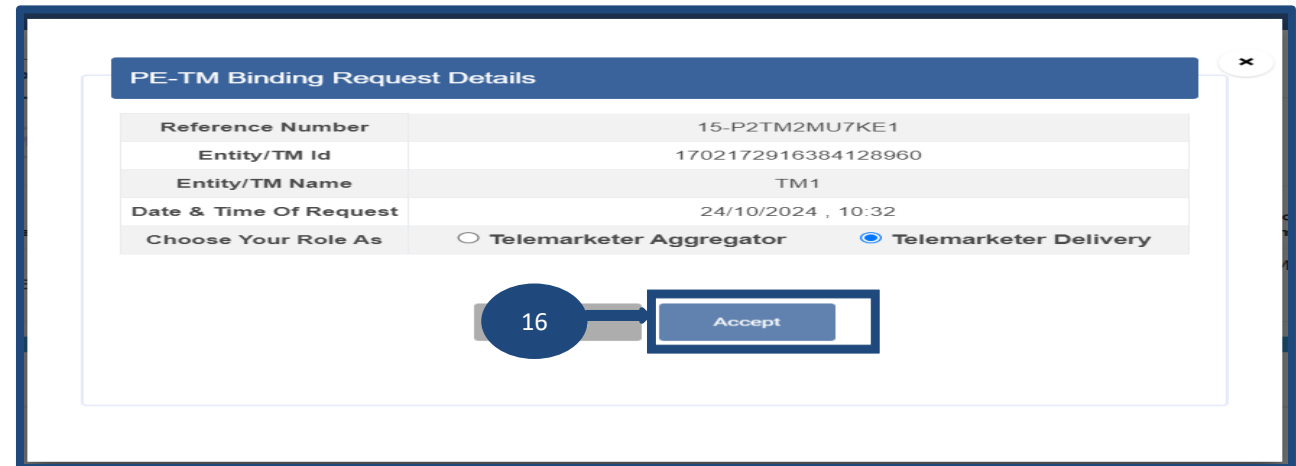 ×
PE-TM Binding Request Details
Reference Number 15-P2TM2MU7KE1
Entity/TM Id 1702172916384128960
Entity/TM Name TM1
Date & Time Of Request 24/10/2024 , 10:32
Choose Your Role As Telemarketer Aggregator Telemarketer Delivery
16 Accept